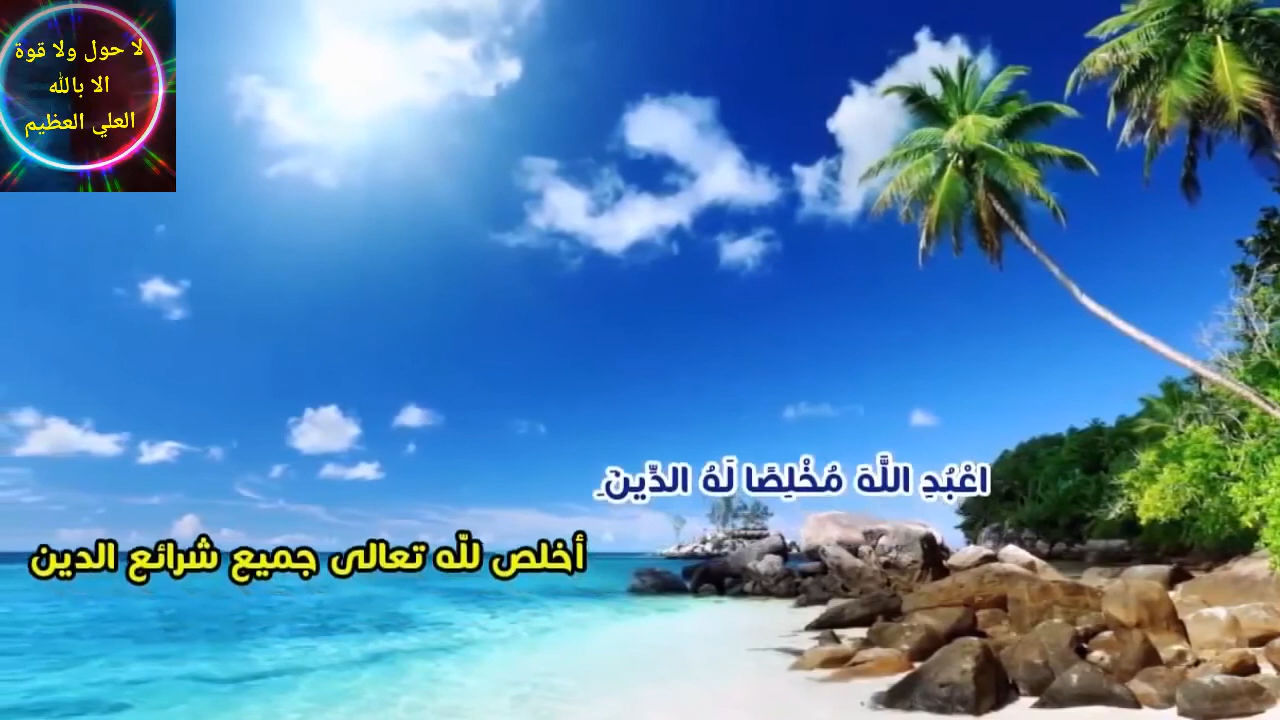 لا حول ولا قوة
الا بالله
العلي العظيم
اعْبُدِ اللَّهَ مُخْلِصًا لَهُ الدِّينَ
أخلص لله تعالى جميع شرائع الدين